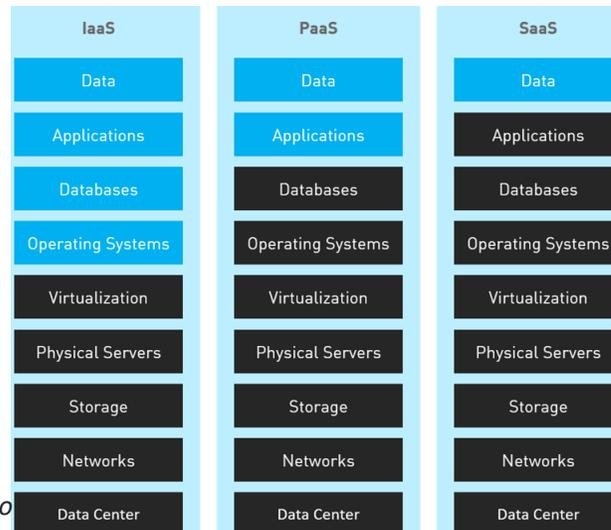 IaaS PaaS SaaS
Data Data Data
Applications Applications Applications
Databases Databases Databases
Operating Systems Operating Systems Operating Systems
Virtualization Virtualization Virtualization
Physical Servers Physical Servers Physical Servers
Storage Storage Storage
Networks Networks Networks
Data Center Data Center Data Center